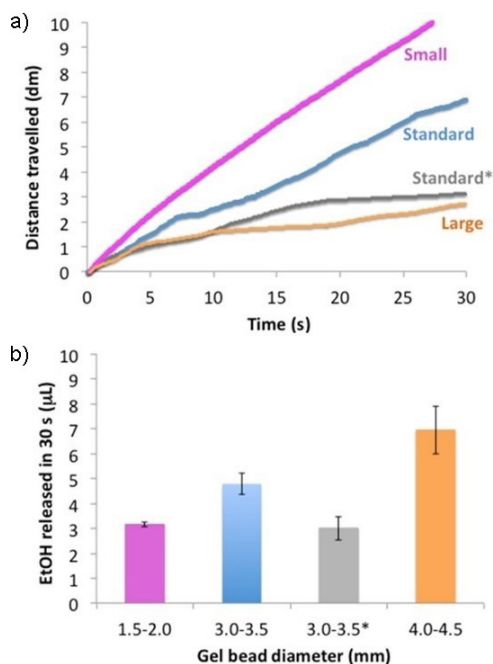 a)
Distance travelled (dm)
10
9
8
7
6
5
4
3
2
1
0
Small
Standard
Standard*
Large
0 5 10 15 20 25 30
Time (s)
b)
EtOH released in 30 s (μL)
10
9
8
7
6
5
4
3
2
1
0
1.5-2.0 3.0-3.5 3.0-3.5* 4.0-4.5
Gel bead diameter (mm)